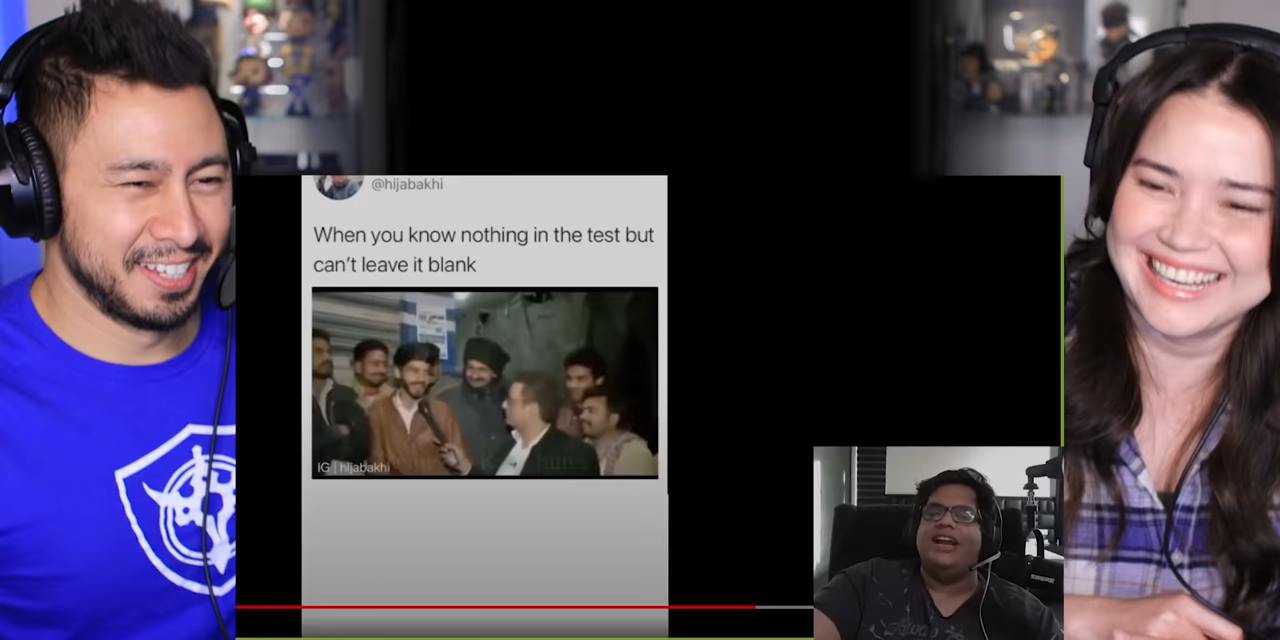 @hijabakhi
When you know nothing in the test but
can't leave it blank
IG | hijabakhi